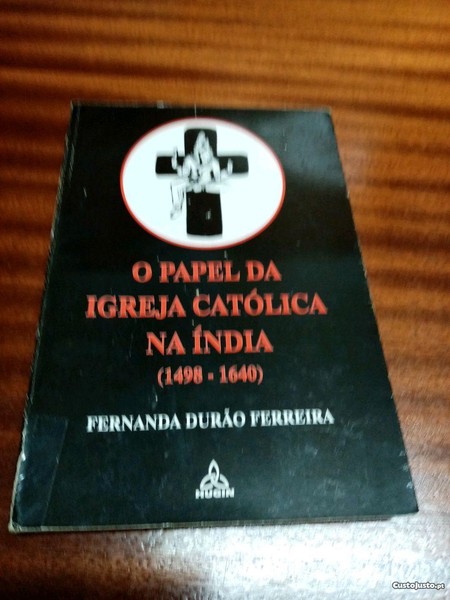 O PAPEL DA
IGREJA CATÓLICA
NA ÍNDIA
(1498 - 1640)
FERNANDA DURÃO FERREIRA
HUGIN
CustoJusto.pt